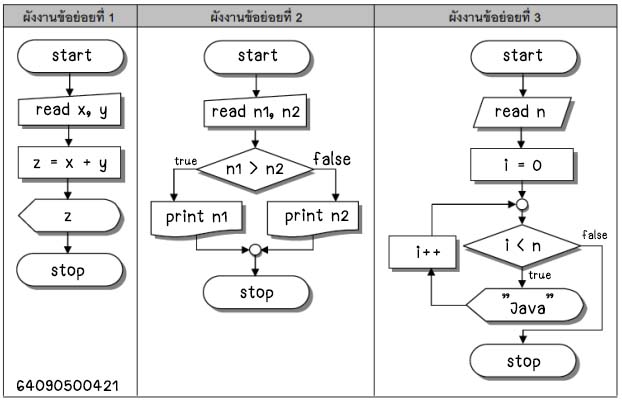 ผังงานข้อย่อยที่ 1
start
read x, y
z = x + y
z
stop
64090500421
ผังงานข้อย่อยที่ 2
start
read n1, n2
n1 > n2
true
false
print n1
print n2
stop
ผังงานข้อย่อยที่ 3
start
read n
i = 0
i < n
false
true
i++
"Java"
stop